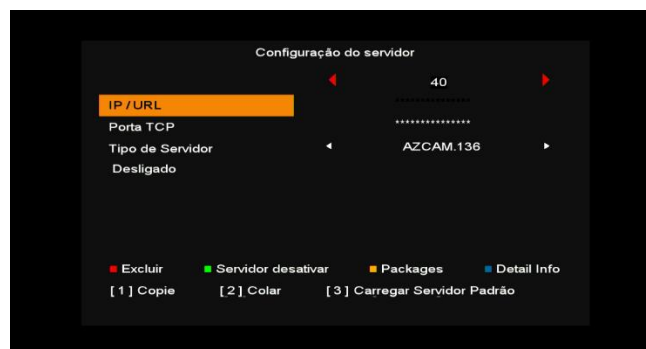 Configuração do servidor
40
IP / URL ***************
Porta TCP ***************
Tipo de Servidor AZCAM.136
Desligado
Excluir Servidor desativar Packages Detail Info
[ 1 ] Copie [ 2 ] Colar [ 3 ] Carregar Servidor Padrão